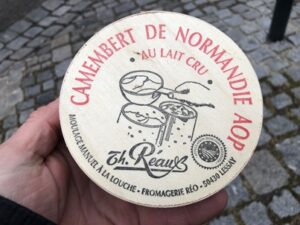 CAMEMBERT DE NORMANDIE AOP
AU LAIT CRU
Th. Réaux
MOULAGE MANUEL A LA LOUCHE - FROMAGERIE RÉO - 50430 LESSAY